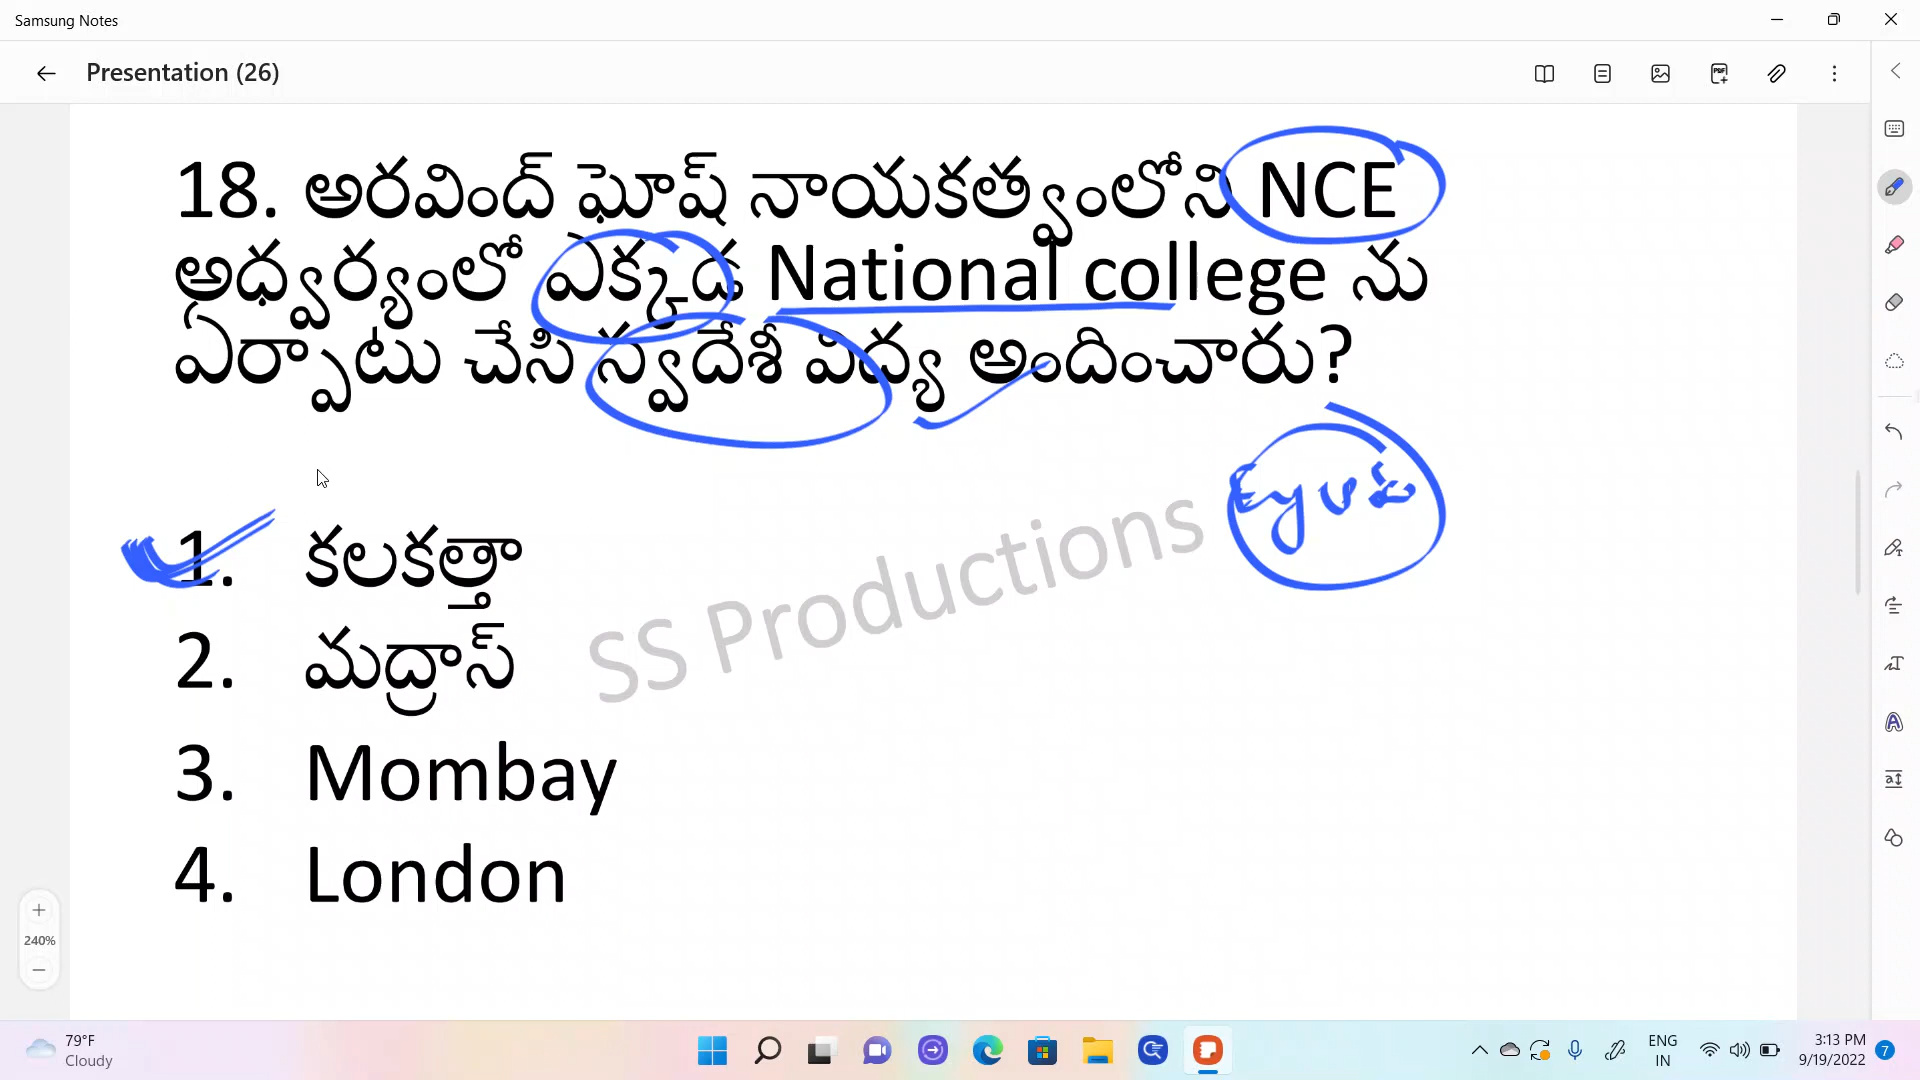 Samsung Notes
Presentation (26)
18. అరవింద్ ఘోష్ నాయకత్వంలోని NCE
అధ్వర్యంలో ఎక్కడ National college ను
ఏర్పాటు చేసి స్వదేశీ విద్య అందించారు?
1. కలకత్తా
2. మద్రాస్
3. Mombay
4. London
SS Productions
240%
79°F
Cloudy
ENG
IN
3:13 PM
9/19/2022
7